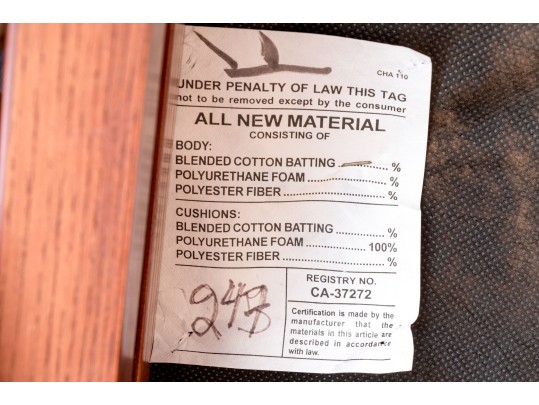 CHA 110
UNDER PENALTY OF LAW THIS TAG
not to be removed except by the consumer
ALL NEW MATERIAL
CONSISTING OF
BODY:
BLENDED COTTON BATTING ................ %
POLYURETHANE FOAM ........................ %
POLYESTER FIBER ................................ %
CUSHIONS:
BLENDED COTTON BATTING ................ %
POLYURETHANE FOAM .................. 100%
POLYESTER FIBER ................................ %
REGISTRY NO.
CA-37272
Certification is made by the
manufacturer that the
materials in this article are
described in accordance
with law.